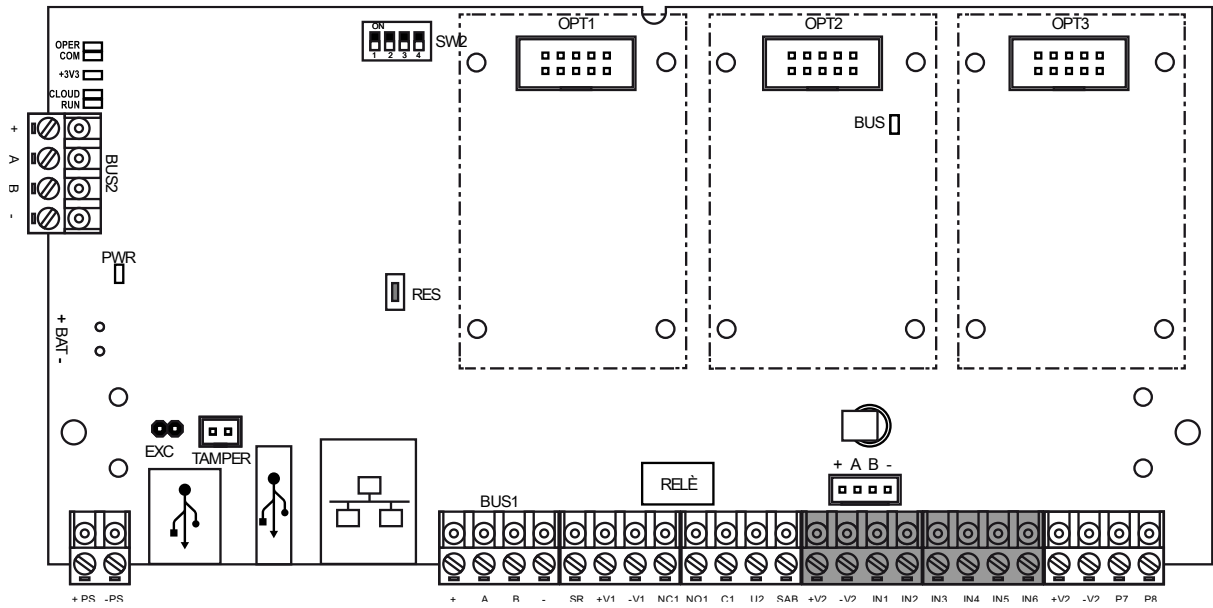 OPT1 OPT2 OPT3
ON
1 2 3 4
SW2
OPER
COM
+3V3
CLOUD
RUN
BUS
+ A B -
BUS2
PWR
RES
+ BAT -
EXC TAMPER
RELÈ
+ A B -
BUS1
+PS -PS + A B - SR +V1 -V1 NC1 NO1 C1 U2 SAB +V2 -V2 IN1 IN2 IN3 IN4 IN5 IN6 +V2 -V2 P7 P8